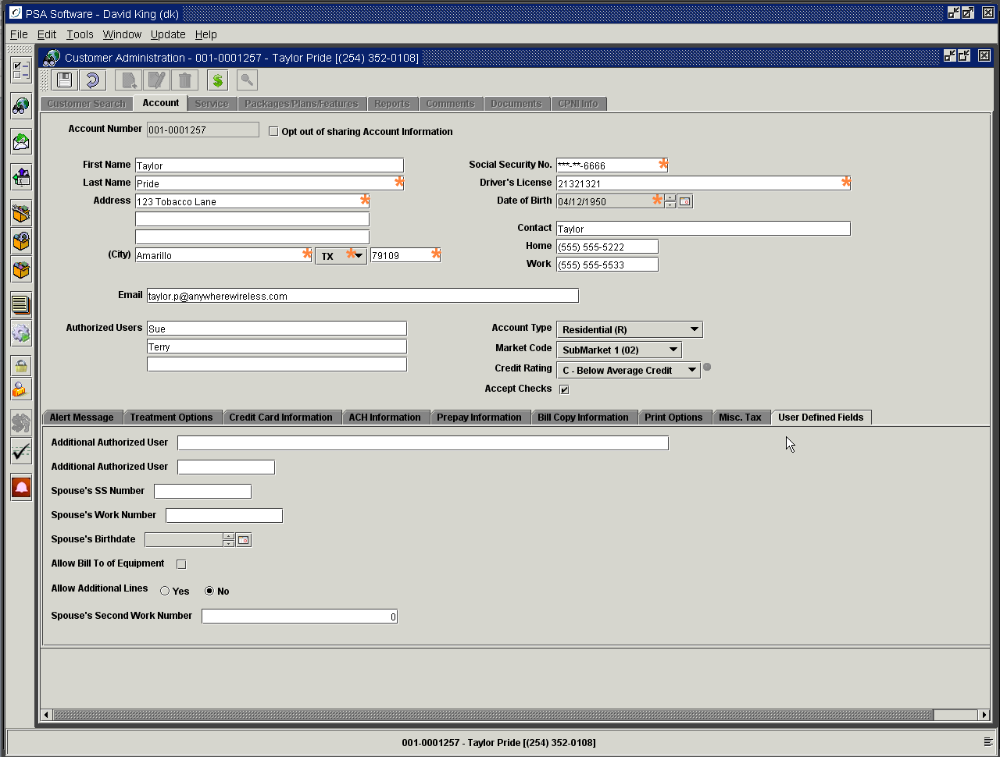 PSA Software - David King (dk)
File Edit Tools Window Update Help
Customer Administration - 001-0001257 - Taylor Pride [(254) 352-0108]
Customer Search Account Service Packages/Plans/Features Reports Comments Documents CPNI Info
Account Number 001-0001257 Opt out of sharing Account Information
First Name Taylor Social Security No. ***-**-6666
Last Name Pride Driver's License 21321321
Address 123 Tobacco Lane Date of Birth 04/12/1950
Contact Taylor
Home (555) 555-5222
(City) Amarillo TX 79109
Work (555) 555-5533
Email taylor.p@anywherewireless.com
Authorized Users Sue Account Type Residential (R)
Terry Market Code SubMarket 1 (02)
Credit Rating C - Below Average Credit
Accept Checks
Alert Message Treatment Options Credit Card Information ACH Information Prepay Information Bill Copy Information Print Options Misc. Tax User Defined Fields
Additional Authorized User
Additional Authorized User
Spouse's SS Number
Spouse's Work Number
Spouse's Birthdate
Allow Bill To of Equipment
Allow Additional Lines Yes No
Spouse's Second Work Number 0
001-0001257 - Taylor Pride [(254) 352-0108]